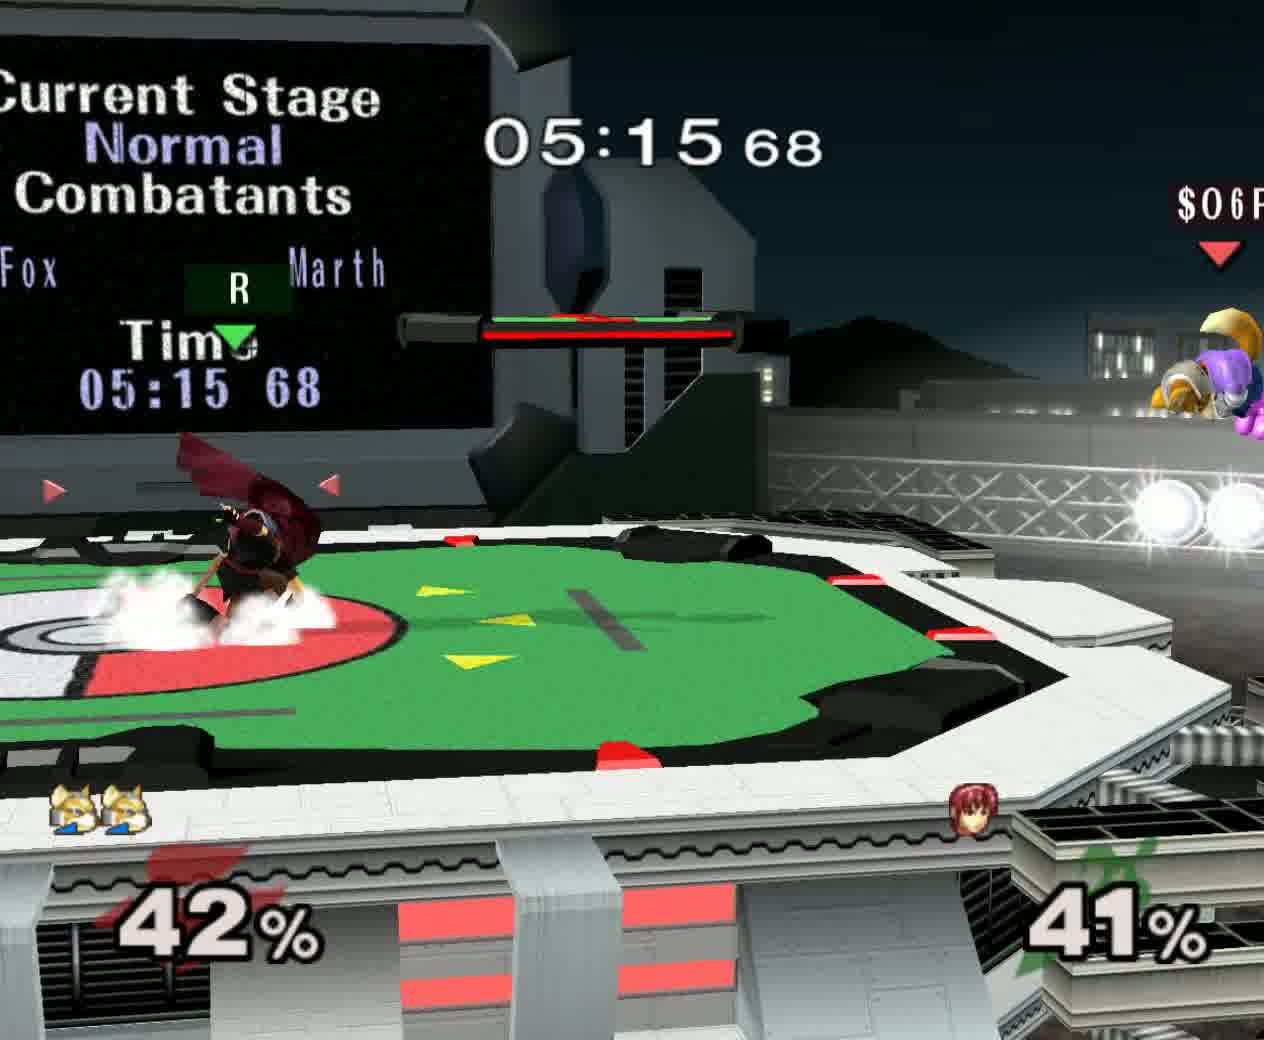 Current Stage
Normal
Combatants
Fox Marth
Time
05:15 68
05:15 68
R
$06P
42%
41%